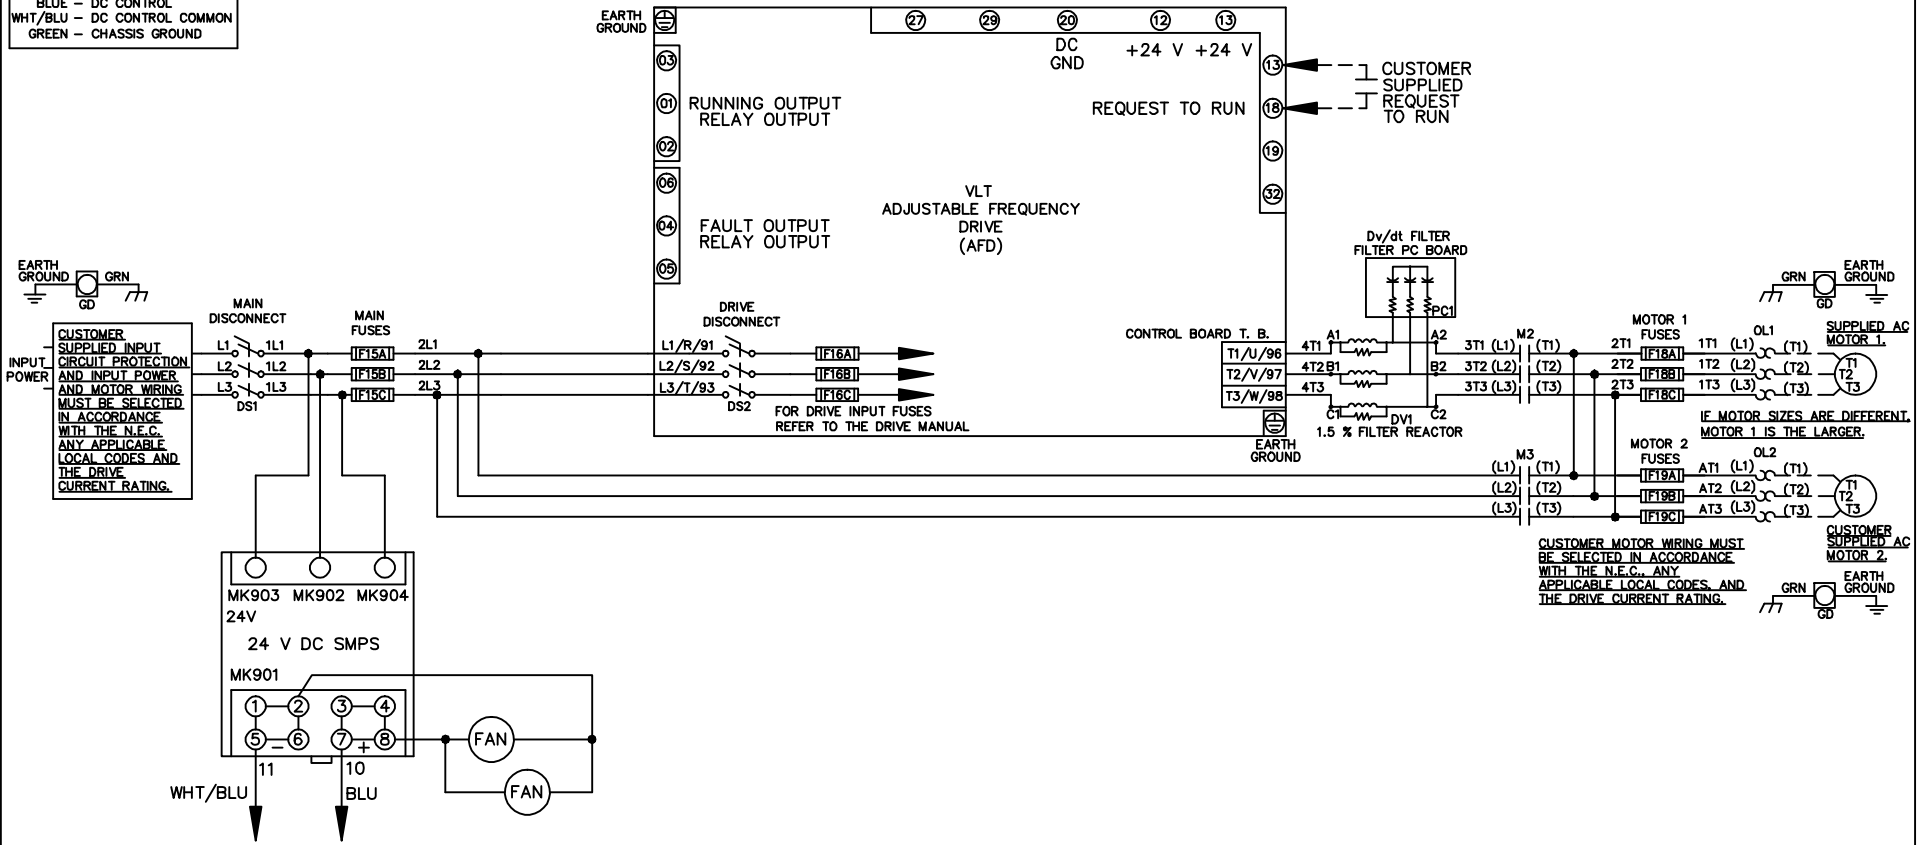 BLUE – DC CONTROL
WHT/BLU – DC CONTROL COMMON
GREEN – CHASSIS GROUND
EARTH
GROUND
27
29
20
12
13
DC
GND
+24 V
+24 V
03
01
02
RUNNING OUTPUT
RELAY OUTPUT
06
04
05
FAULT OUTPUT
RELAY OUTPUT
VLT
ADJUSTABLE FREQUENCY
DRIVE
(AFD)
REQUEST TO RUN
13
18
19
32
CUSTOMER
SUPPLIED
REQUEST
TO RUN
EARTH
GROUND
GRN
GD
INPUT
POWER
CUSTOMER
SUPPLIED INPUT
CIRCUIT PROTECTION
AND INPUT POWER
AND MOTOR WIRING
MUST BE SELECTED
IN ACCORDANCE
WITH THE N.E.C.
ANY APPLICABLE
LOCAL CODES AND
THE DRIVE
CURRENT RATING.
MAIN
DISCONNECT
L1 1L1
L2 1L2
L3 1L3
DS1
MAIN
FUSES
F15A
F15B
F15C
2L1
2L2
2L3
DRIVE
DISCONNECT
L1/R/91
L2/S/92
L3/T/93
DS2
F16A
F16B
F16C
FOR DRIVE INPUT FUSES
REFER TO THE DRIVE MANUAL
CONTROL BOARD T. B.
T1/U/96
T2/V/97
T3/W/98
EARTH
GROUND
Dv/dt FILTER
FILTER PC BOARD
PC1
4T1 A1 A2
4T2 B1 B2
4T3 C1 C2
DV1
1.5 % FILTER REACTOR
M2
3T1 (L1) (T1)
3T2 (L2) (T2)
3T3 (L3) (T3)
MOTOR 1
FUSES
2T1 F18A 1T1 (L1) (T1)
2T2 F18B 1T2 (L2) (T2)
2T3 F18C 1T3 (L3) (T3)
OL1
T1
T2
T3
GRN
GD
EARTH
GROUND
SUPPLIED AC
MOTOR 1.
IF MOTOR SIZES ARE DIFFERENT,
MOTOR 1 IS THE LARGER.
M3
(L1) (T1)
(L2) (T2)
(L3) (T3)
MOTOR 2
FUSES
F19A AT1 (L1) (T1)
F19B AT2 (L2) (T2)
F19C AT3 (L3) (T3)
OL2
T1
T2
T3
CUSTOMER
SUPPLIED AC
MOTOR 2.
CUSTOMER MOTOR WIRING MUST
BE SELECTED IN ACCORDANCE
WITH THE N.E.C., ANY
APPLICABLE LOCAL CODES, AND
THE DRIVE CURRENT RATING.
GRN
GD
EARTH
GROUND
MK903 MK902 MK904
24V
24 V DC SMPS
MK901
1 2 3 4
5 – 6 7 + 8
11
10
WHT/BLU
BLU
FAN
FAN